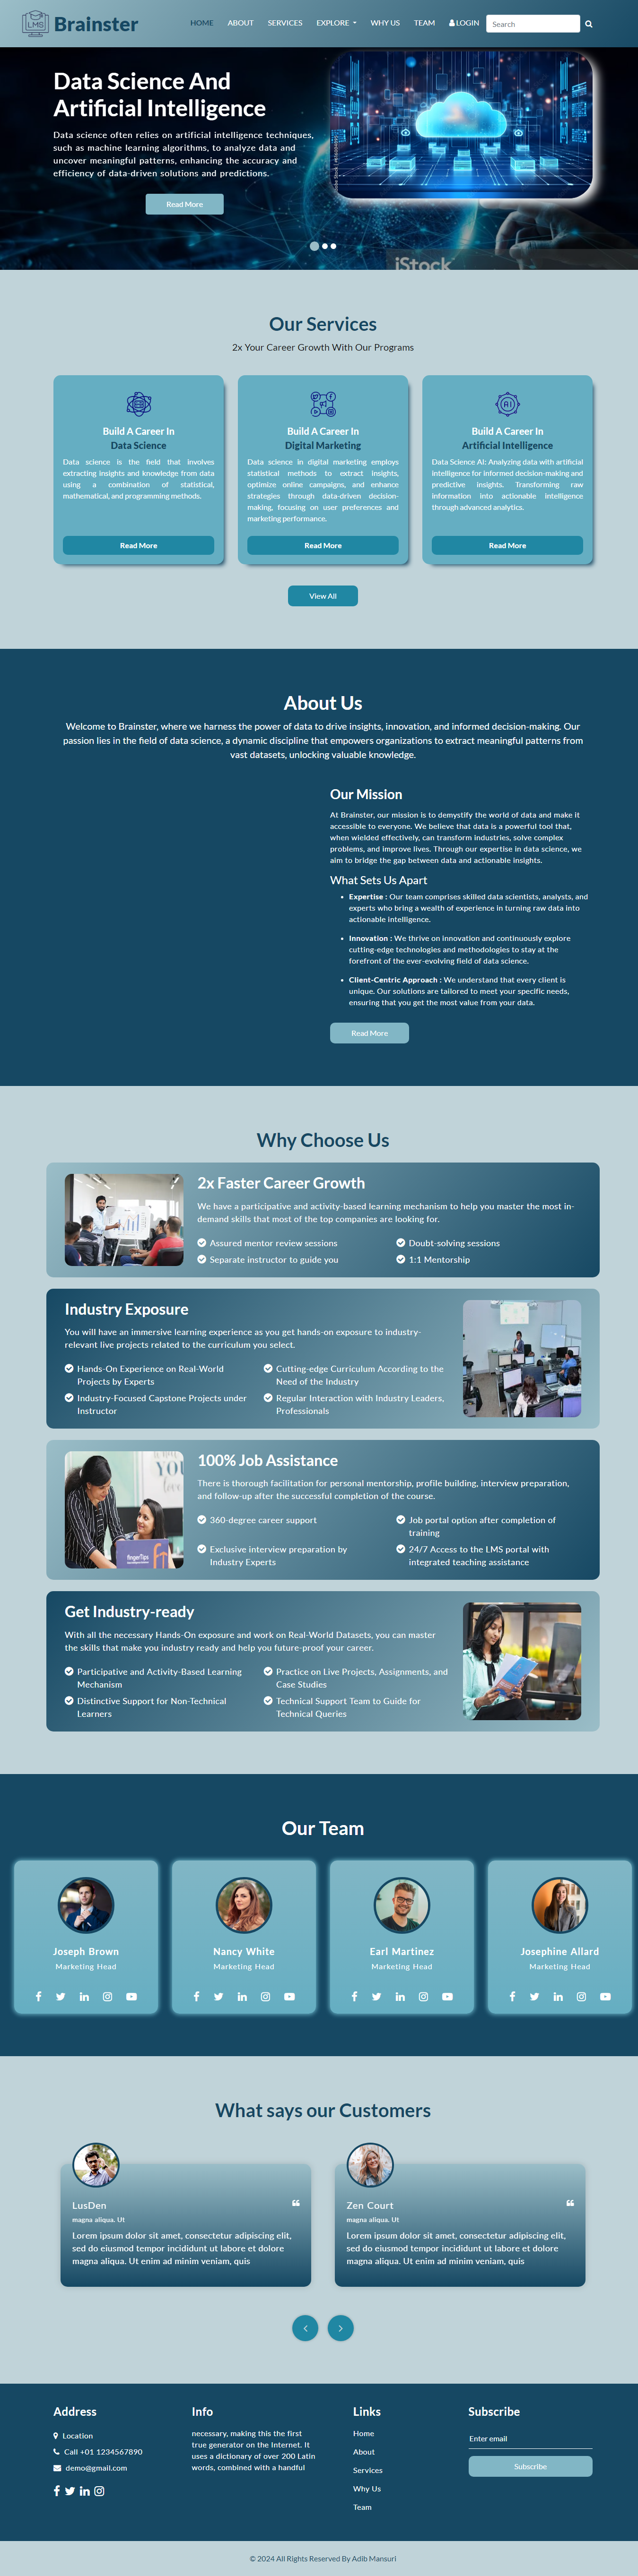 LMS Brainster
HOME ABOUT SERVICES EXPLORE WHY US TEAM LOGIN Search
Data Science And
Artificial Intelligence
Data science often relies on artificial intelligence techniques,
such as machine learning algorithms, to analyze data and
uncover meaningful patterns, enhancing the accuracy and
efficiency of data-driven solutions and predictions.
Read More
iStock
Our Services
2x Your Career Growth With Our Programs
Build A Career In
Data Science
Data science is the field that involves
extracting insights and knowledge from data
using a combination of statistical,
mathematical, and programming methods.
Read More
Build A Career In
Digital Marketing
Data science in digital marketing employs
statistical methods to extract insights,
optimize online campaigns, and enhance
strategies through data-driven decision-
making, focusing on user preferences and
marketing performance.
Read More
AI
Build A Career In
Artificial Intelligence
Data Science AI: Analyzing data with artificial
intelligence for informed decision-making and
predictive insights. Transforming raw
information into actionable intelligence
through advanced analytics.
Read More
View All
About Us
Welcome to Brainster, where we harness the power of data to drive insights, innovation, and informed decision-making. Our
passion lies in the field of data science, a dynamic discipline that empowers organizations to extract meaningful patterns from
vast datasets, unlocking valuable knowledge.
Our Mission
At Brainster, our mission is to demystify the world of data and make it
accessible to everyone. We believe that data is a powerful tool that,
when wielded effectively, can transform industries, solve complex
problems, and improve lives. Through our expertise in data science, we
aim to bridge the gap between data and actionable insights.
What Sets Us Apart
• Expertise : Our team comprises skilled data scientists, analysts, and
experts who bring a wealth of experience in turning raw data into
actionable intelligence.
• Innovation : We thrive on innovation and continuously explore
cutting-edge technologies and methodologies to stay at the
forefront of the ever-evolving field of data science.
• Client-Centric Approach : We understand that every client is
unique. Our solutions are tailored to meet your specific needs,
ensuring that you get the most value from your data.
Read More
Why Choose Us
2x Faster Career Growth
We have a participative and activity-based learning mechanism to help you master the most in-
demand skills that most of the top companies are looking for.
Assured mentor review sessions
Doubt-solving sessions
Separate instructor to guide you
1:1 Mentorship
Industry Exposure
You will have an immersive learning experience as you get hands-on exposure to industry-
relevant live projects related to the curriculum you select.
Hands-On Experience on Real-World
Projects by Experts
Cutting-edge Curriculum According to the
Need of the Industry
Industry-Focused Capstone Projects under
Instructor
Regular Interaction with Industry Leaders,
Professionals
YOU
fingerTips
100% Job Assistance
There is thorough facilitation for personal mentorship, profile building, interview preparation,
and follow-up after the successful completion of the course.
360-degree career support
Job portal option after completion of
training
Exclusive interview preparation by
Industry Experts
24/7 Access to the LMS portal with
integrated teaching assistance
Get Industry-ready
With all the necessary Hands-On exposure and work on Real-World Datasets, you can master
the skills that make you industry ready and help you future-proof your career.
Participative and Activity-Based Learning
Mechanism
Practice on Live Projects, Assignments, and
Case Studies
Distinctive Support for Non-Technical
Learners
Technical Support Team to Guide for
Technical Queries
Our Team
Joseph Brown
Marketing Head
Nancy White
Marketing Head
Earl Martinez
Marketing Head
Josephine Allard
Marketing Head
What says our Customers
LusDen
magna aliqua. Ut
Lorem ipsum dolor sit amet, consectetur adipiscing elit,
sed do eiusmod tempor incididunt ut labore et dolore
magna aliqua. Ut enim ad minim veniam, quis
Zen Court
magna aliqua. Ut
Lorem ipsum dolor sit amet, consectetur adipiscing elit,
sed do eiusmod tempor incididunt ut labore et dolore
magna aliqua. Ut enim ad minim veniam, quis
Address
Location
Call +01 1234567890
demo@gmail.com
Info
necessary, making this the first
true generator on the Internet. It
uses a dictionary of over 200 Latin
words, combined with a handful
Links
Home
About
Services
Why Us
Team
Subscribe
Enter email
Subscribe
© 2024 All Rights Reserved By Adib Mansuri